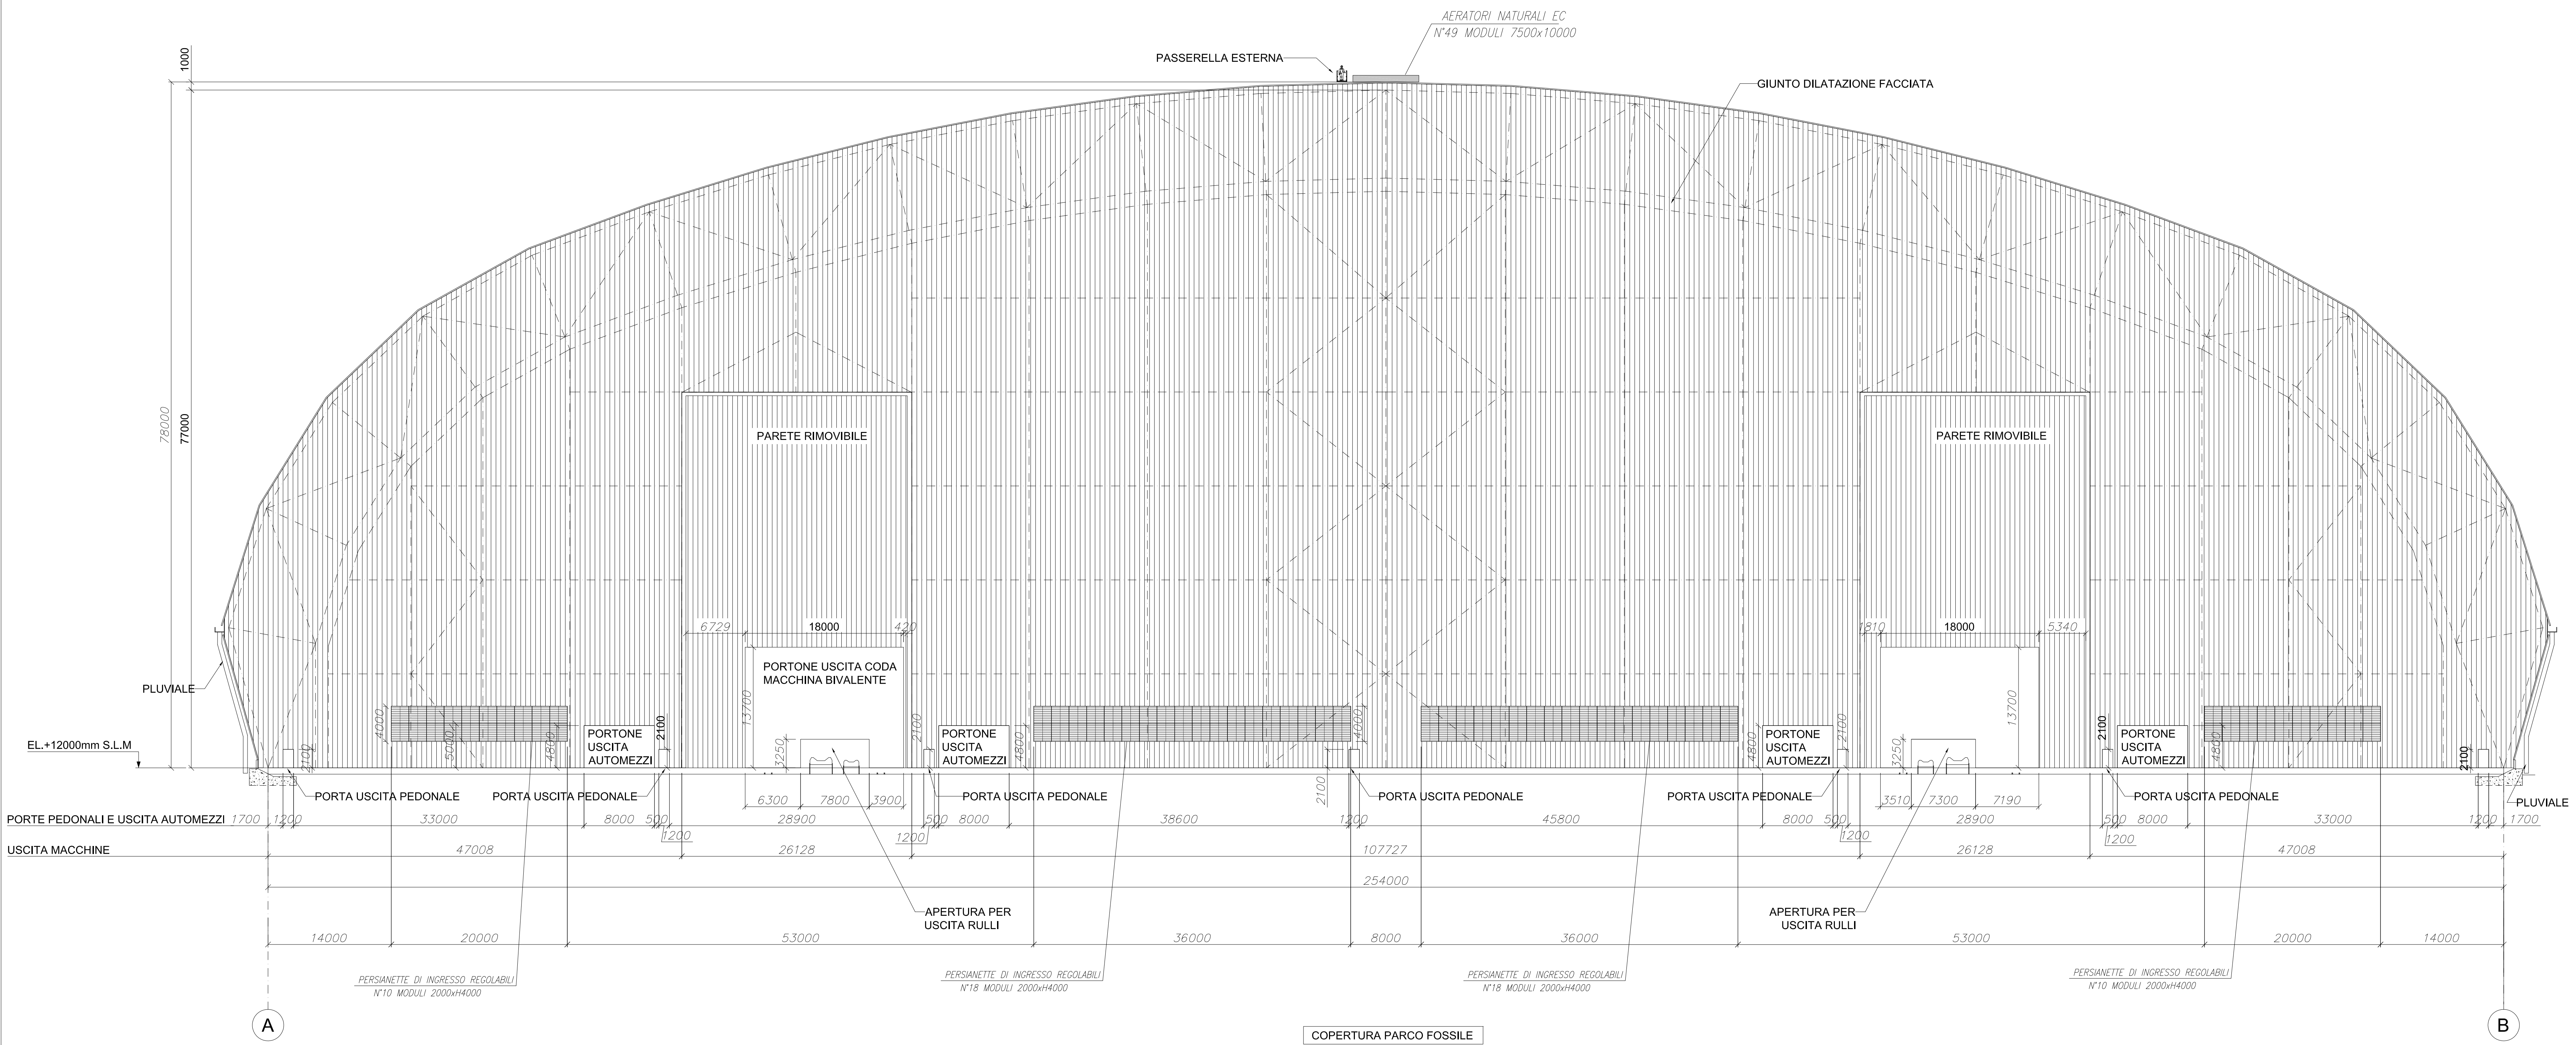 AERATORI NATURALI EC
N°49 MODULI 7500x10000
PASSERELLA ESTERNA
GIUNTO DILATAZIONE FACCIATA
1000
78000
77000
PARETE RIMOVIBILE
PARETE RIMOVIBILE
6729
18000
420
1810
18000
5340
PORTONE USCITA CODA
MACCHINA BIVALENTE
PLUVIALE
13700
13700
4000
5000
4800
2100
2100
2100
4800
4000
4800
2100
2100
4800
2100
PORTONE
USCITA
AUTOMEZZI
PORTONE
USCITA
AUTOMEZZI
PORTONE
USCITA
AUTOMEZZI
PORTONE
USCITA
AUTOMEZZI
3250
3250
EL.+12000mm S.L.M
2100
PORTA USCITA PEDONALE
PORTA USCITA PEDONALE
PORTA USCITA PEDONALE
PORTA USCITA PEDONALE
PORTA USCITA PEDONALE
PORTA USCITA PEDONALE
PLUVIALE
6300
7800
3900
3510
7300
7190
PORTE PEDONALI E USCITA AUTOMEZZI
1700
1200
33000
8000
500
1200
28900
1200
500
8000
38600
1200
45800
8000
500
1200
28900
500
1200
8000
33000
1200
1700
USCITA MACCHINE
47008
26128
107727
26128
47008
254000
APERTURA PER
USCITA RULLI
APERTURA PER
USCITA RULLI
14000
20000
53000
36000
8000
36000
53000
20000
14000
PERSIANETTE DI INGRESSO REGOLABILI
N°10 MODULI 2000xH4000
PERSIANETTE DI INGRESSO REGOLABILI
N°18 MODULI 2000xH4000
PERSIANETTE DI INGRESSO REGOLABILI
N°18 MODULI 2000xH4000
PERSIANETTE DI INGRESSO REGOLABILI
N°10 MODULI 2000xH4000
A
B
COPERTURA PARCO FOSSILE